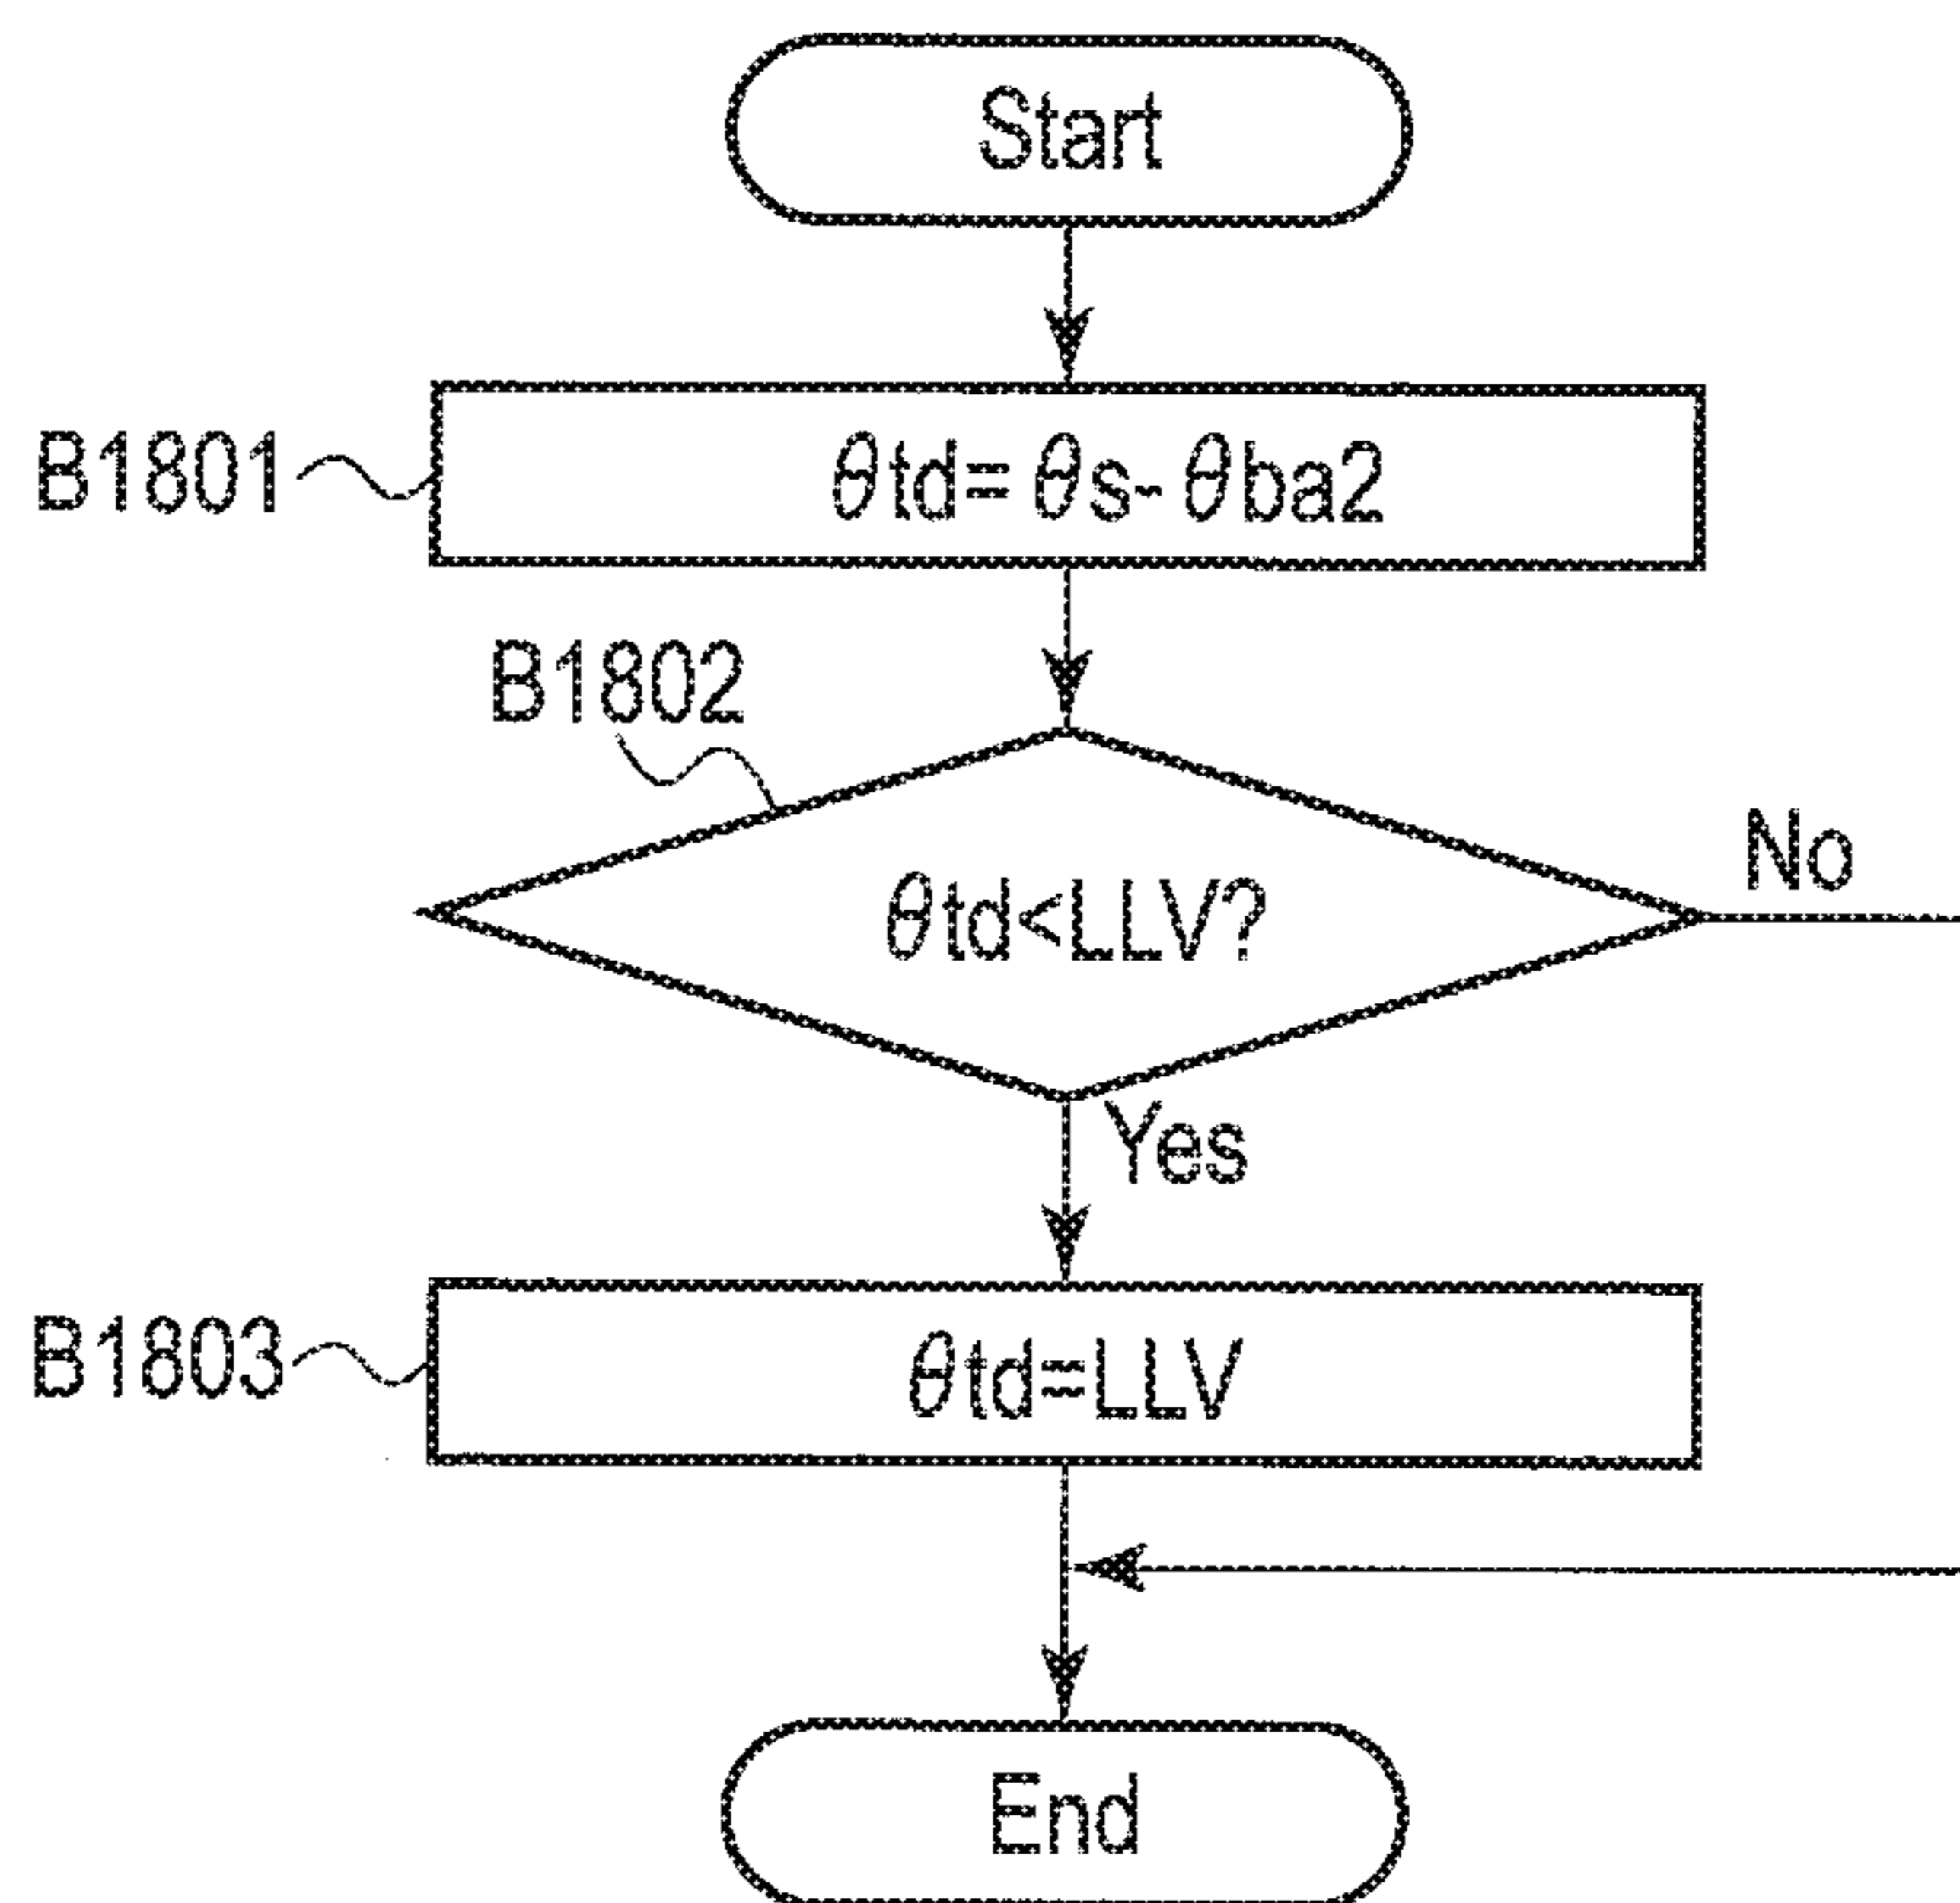 Start
B1801
θtd= θs- θba2
B1802
θtd<LLV?
No
Yes
B1803
θtd=LLV
End